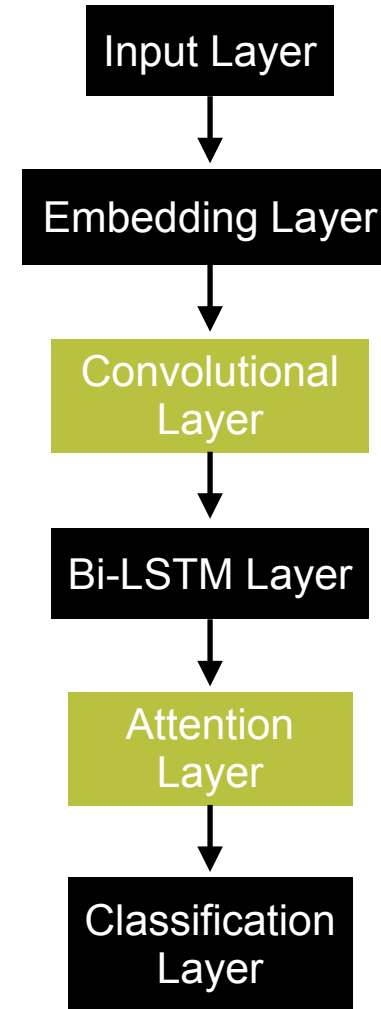 Input Layer
Embedding Layer
Convolutional
Layer
Bi-LSTM Layer
Attention
Layer
Classification
Layer